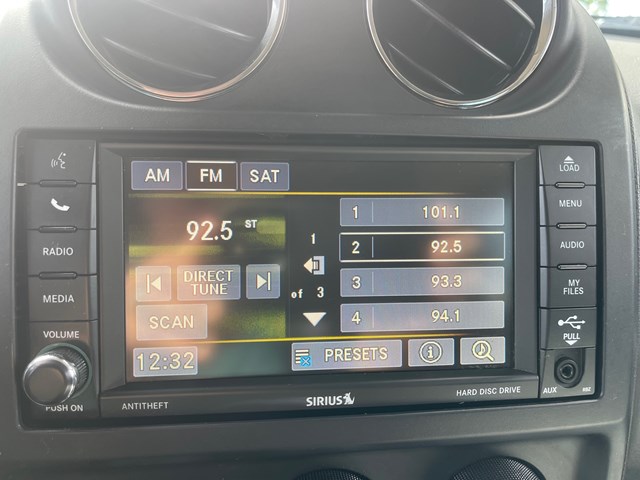 AM FM SAT
LOAD
MENU
AUDIO
MY
FILES
PULL
AUX
RADIO
MEDIA
VOLUME
PUSH ON
92.5 ST
DIRECT
TUNE
SCAN
12:32
1
of 3
1 101.1
2 92.5
3 93.3
4 94.1
PRESETS
ANTITHEFT
SIRIUS
HARD DISC DRIVE